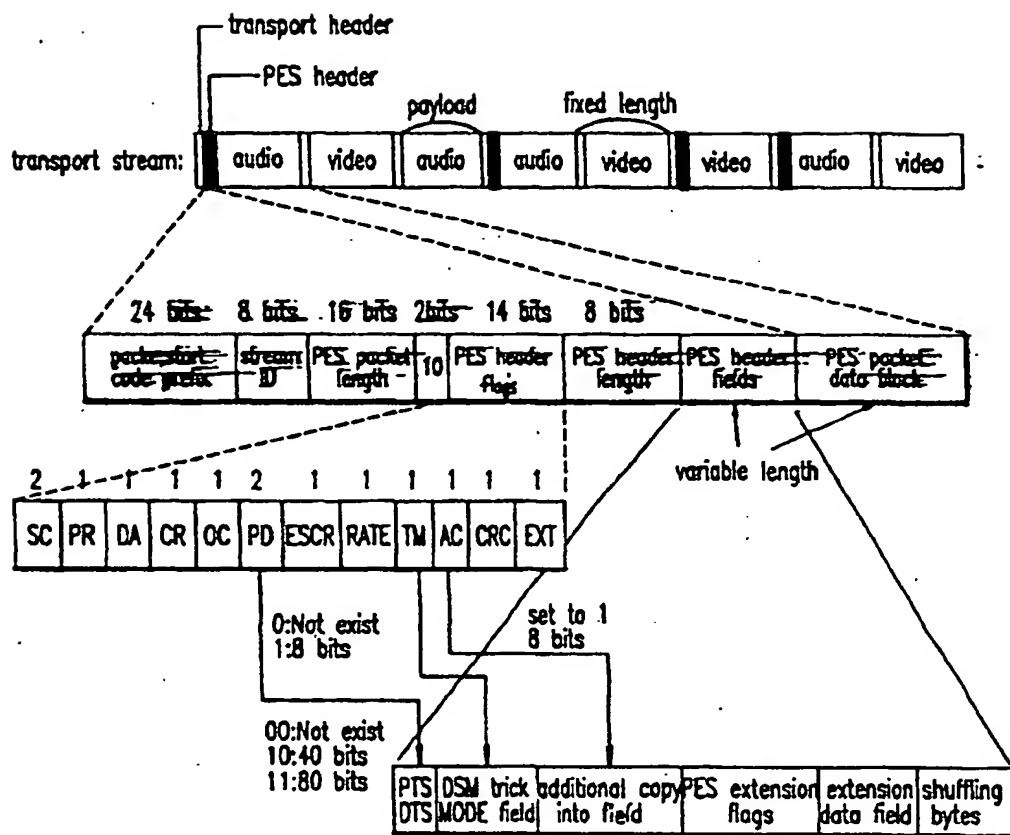 transport header
PES header
payload
fixed length
transport stream: audio video audio audio video video audio video
24 bits 8 bits 16 bits 2bits 14 bits 8 bits
packe start code prefix
stream ID
PES packet length
10
PES header flags
PES header length
PES header fields
PES packet data block
variable length
2 1 1 1 1 2 1 1 1 1 1 1
SC PR DA CR OC PD ESCR RATE TM AC CRC EXT
0:Not exist
1:8 bits
set to 1
8 bits
00:Not exist
10:40 bits
11:80 bits
PTS DTS
DSM trick MODE field
additional copy into field
PES extension flags
extension data field
shuffling bytes